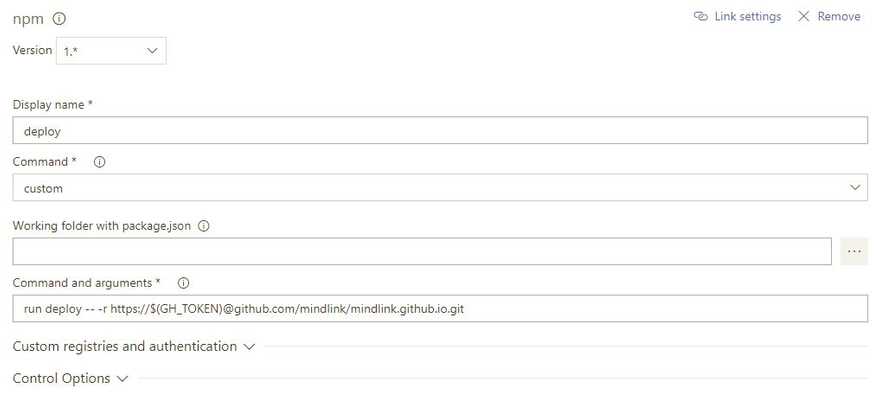 npm
Link settings
Remove
Version
1.*
Display name *
deploy
Command *
custom
Working folder with package.json
...
Command and arguments *
run deploy -- -r https://$(GH_TOKEN)@github.com/mindlink/mindlink.github.io.git
Custom registries and authentication
Control Options